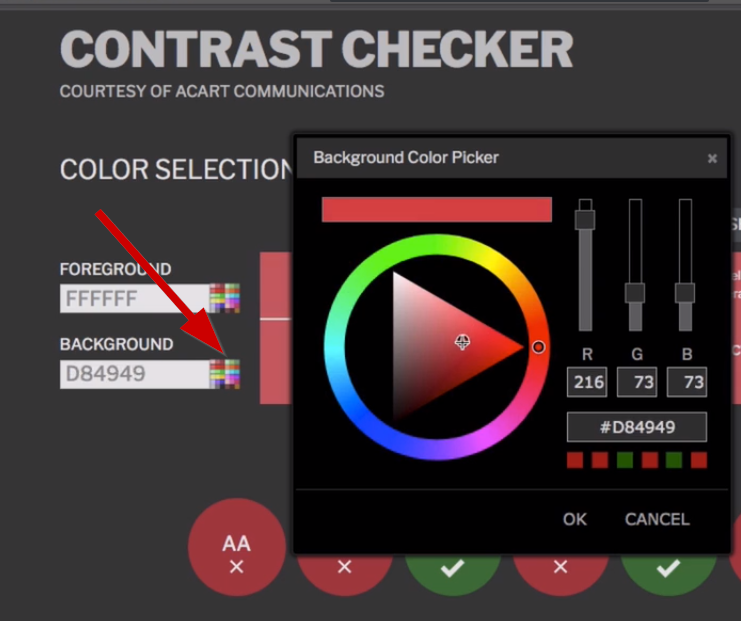 CONTRAST CHECKER
COURTESY OF ACART COMMUNICATIONS
COLOR SELECTION
Background Color Picker
FOREGROUND
FFFFFF
BACKGROUND
D84949
R G B
216 73 73
#D84949
OK CANCEL
AA